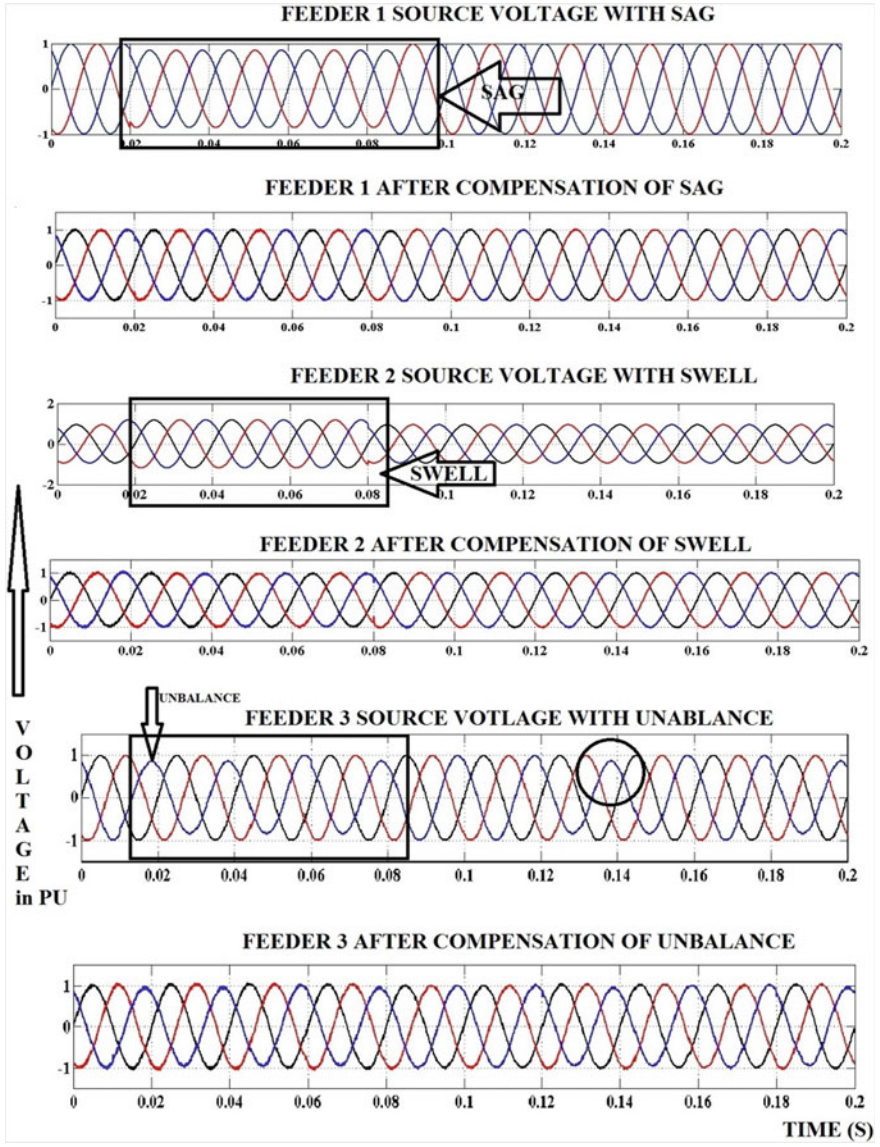 FEEDER 1 SOURCE VOLTAGE WITH SAG
1
0
-1
0 0.02 0.04 0.06 0.08 0.1 0.12 0.14 0.16 0.18 0.2
SAG
FEEDER 1 AFTER COMPENSATION OF SAG
1
0
-1
0 0.02 0.04 0.06 0.08 0.1 0.12 0.14 0.16 0.18 0.2
FEEDER 2 SOURCE VOLTAGE WITH SWELL
2
0
-2
0 0.02 0.04 0.06 0.08 0.1 0.12 0.14 0.16 0.18 0.2
SWELL
FEEDER 2 AFTER COMPENSATION OF SWELL
1
0
-1
0 0.02 0.04 0.06 0.08 0.1 0.12 0.14 0.16 0.18 0.2
UNBALANCE
FEEDER 3 SOURCE VOTLAGE WITH UNABLANCE
1
0
-1
0 0.02 0.04 0.06 0.08 0.1 0.12 0.14 0.16 0.18 0.2
VOLTAGE
in PU
FEEDER 3 AFTER COMPENSATION OF UNBALANCE
1
0
-1
0 0.02 0.04 0.06 0.08 0.1 0.12 0.14 0.16 0.18 0.2
TIME (S)